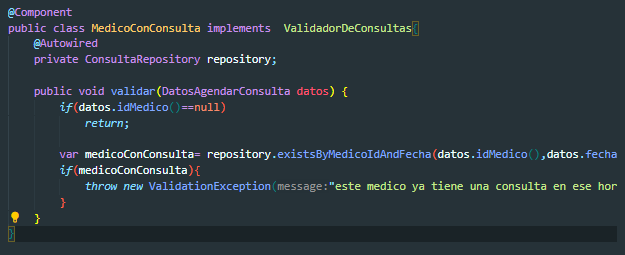 @Component
public class MedicoConConsulta implements  ValidadorDeConsultas{
    @Autowired
    private ConsultaRepository repository;

    public void validar(DatosAgendarConsulta datos) {
        if(datos.idMedico()==null)
            return;

        var medicoConConsulta= repository.existsByMedicoIdAndFecha(datos.idMedico(),datos.fecha
        if(medicoConConsulta){
            throw new ValidationException(message:"este medico ya tiene una consulta en ese hor
        }
    }
}